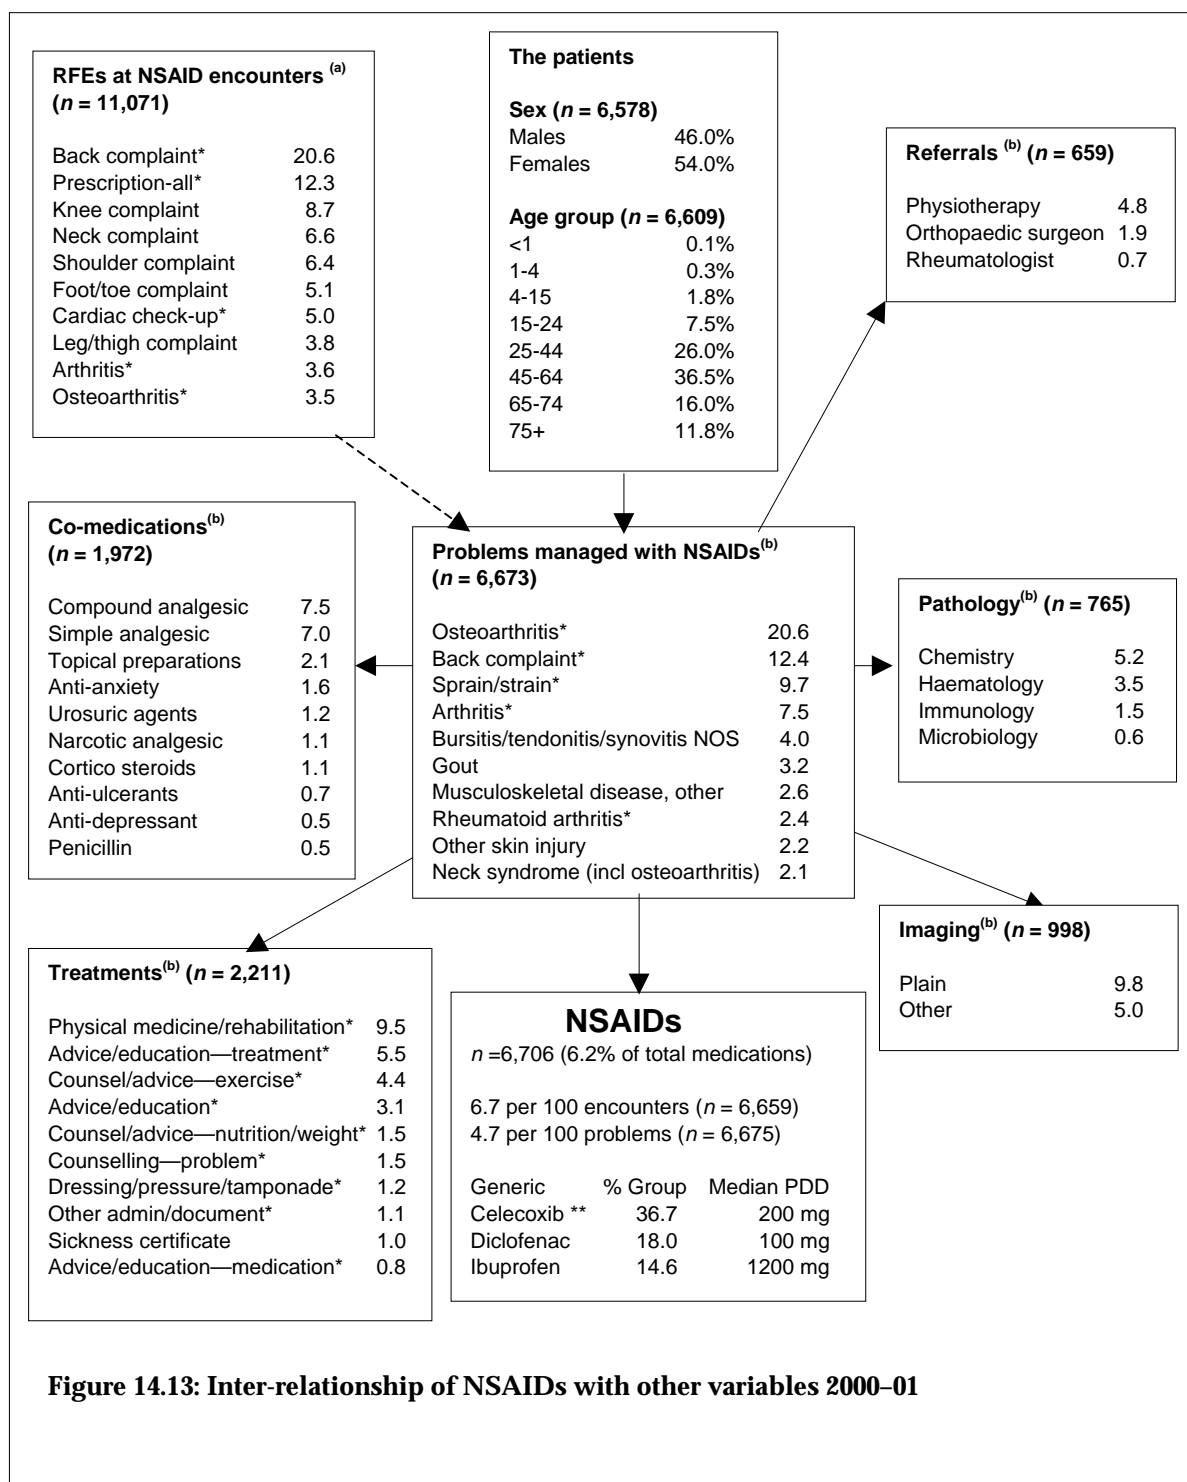 RFEs at NSAID encounters (a)
(n = 11,071)
Back complaint* 20.6
Prescription-all* 12.3
Knee complaint 8.7
Neck complaint 6.6
Shoulder complaint 6.4
Foot/toe complaint 5.1
Cardiac check-up* 5.0
Leg/thigh complaint 3.8
Arthritis* 3.6
Osteoarthritis* 3.5
The patients
Sex (n = 6,578)
Males 46.0%
Females 54.0%
Age group (n = 6,609)
<1 0.1%
1-4 0.3%
4-15 1.8%
15-24 7.5%
25-44 26.0%
45-64 36.5%
65-74 16.0%
75+ 11.8%
Referrals (b) (n = 659)
Physiotherapy 4.8
Orthopaedic surgeon 1.9
Rheumatologist 0.7
Co-medications(b)
(n = 1,972)
Compound analgesic 7.5
Simple analgesic 7.0
Topical preparations 2.1
Anti-anxiety 1.6
Urosuric agents 1.2
Narcotic analgesic 1.1
Cortico steroids 1.1
Anti-ulcerants 0.7
Anti-depressant 0.5
Penicillin 0.5
Problems managed with NSAIDs(b)
(n = 6,673)
Osteoarthritis* 20.6
Back complaint* 12.4
Sprain/strain* 9.7
Arthritis* 7.5
Bursitis/tendonitis/synovitis NOS 4.0
Gout 3.2
Musculoskeletal disease, other 2.6
Rheumatoid arthritis* 2.4
Other skin injury 2.2
Neck syndrome (incl osteoarthritis) 2.1
Pathology(b) (n = 765)
Chemistry 5.2
Haematology 3.5
Immunology 1.5
Microbiology 0.6
Imaging(b) (n = 998)
Plain 9.8
Other 5.0
Treatments(b) (n = 2,211)
Physical medicine/rehabilitation* 9.5
Advice/education—treatment* 5.5
Counsel/advice—exercise* 4.4
Advice/education* 3.1
Counsel/advice—nutrition/weight* 1.5
Counselling—problem* 1.5
Dressing/pressure/tamponade* 1.2
Other admin/document* 1.1
Sickness certificate 1.0
Advice/education—medication* 0.8
NSAIDs
n =6,706 (6.2% of total medications)
6.7 per 100 encounters (n = 6,659)
4.7 per 100 problems (n = 6,675)
Generic % Group Median PDD
Celecoxib ** 36.7 200 mg
Diclofenac 18.0 100 mg
Ibuprofen 14.6 1200 mg
Figure 14.13: Inter-relationship of NSAIDs with other variables 2000–01